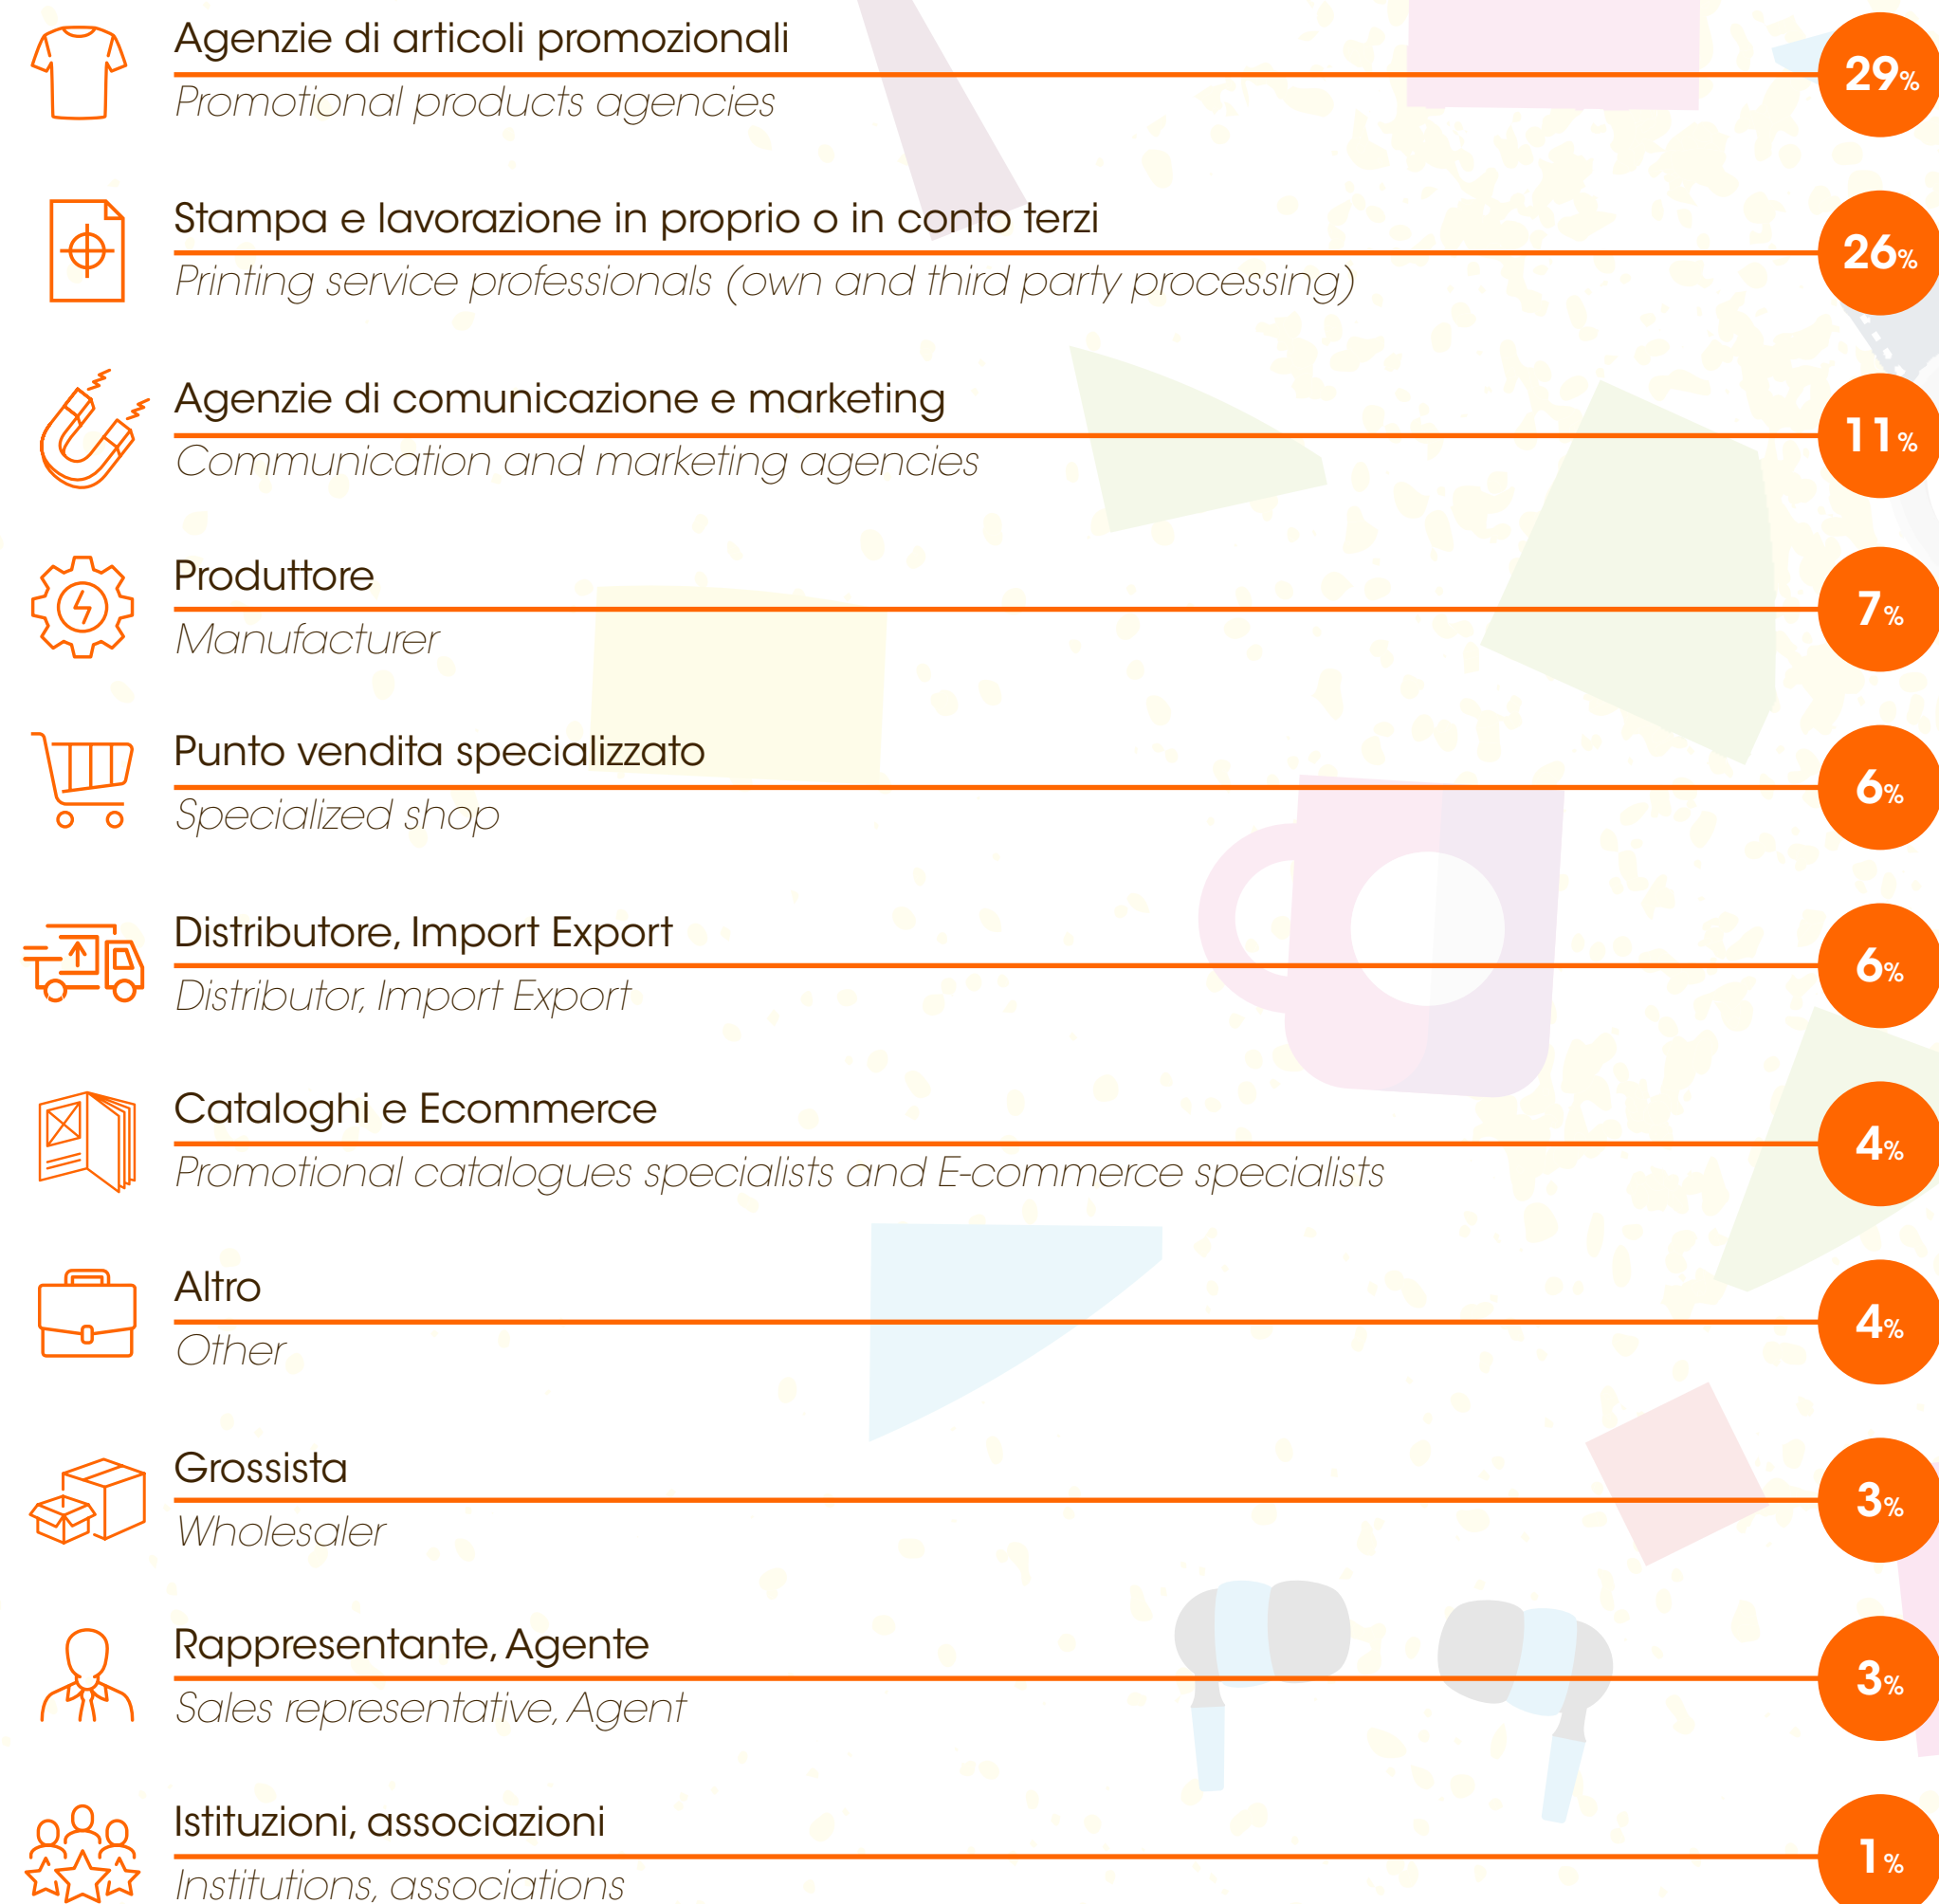 Agenzie di articoli promozionali
29%
Promotional products agencies
Stampa e lavorazione in proprio o in conto terzi
26%
Printing service professionals (own and third party processing)
Agenzie di comunicazione e marketing
11%
Communication and marketing agencies
Produttore
7%
Manufacturer
Punto vendita specializzato
6%
Specialized shop
Distributore, Import Export
6%
Distributor, Import Export
Cataloghi e Ecommerce
4%
Promotional catalogues specialists and E-commerce specialists
Altro
4%
Other
Grossista
3%
Wholesaler
Rappresentante, Agente
3%
Sales representative, Agent
Istituzioni, associazioni
1%
Institutions, associations